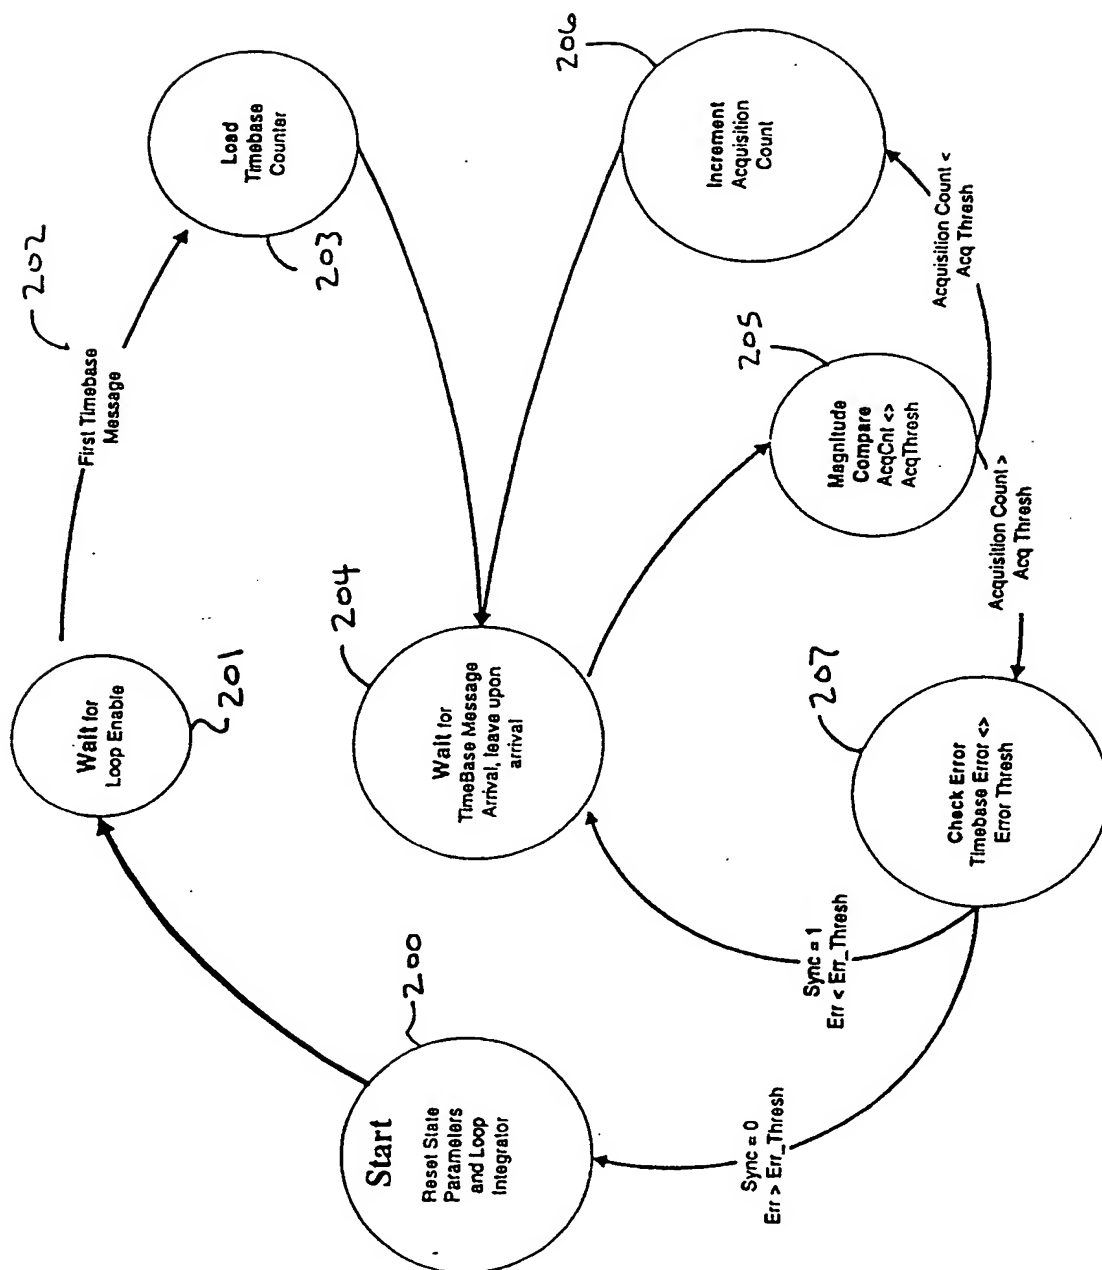 Start
Reset State
Parameters
and Loop
Integrator
200
Wait for
Loop Enable
201
First Timebase
Message
202
Load
Timebase
Counter
203
Wait for
TimeBase Message
Arrival, leave upon
arrival
204
Magnitude
Compare
AcqCnt <>
AcqThresh
205
Acquisition Count <
Acq Thresh
Increment
Acquisition
Count
206
Acquisition Count >
Acq Thresh
Check Error
Timebase Error <>
Error Thresh
207
Sync = 1
Err < Err_Thresh
Sync = 0
Err > Err_Thresh